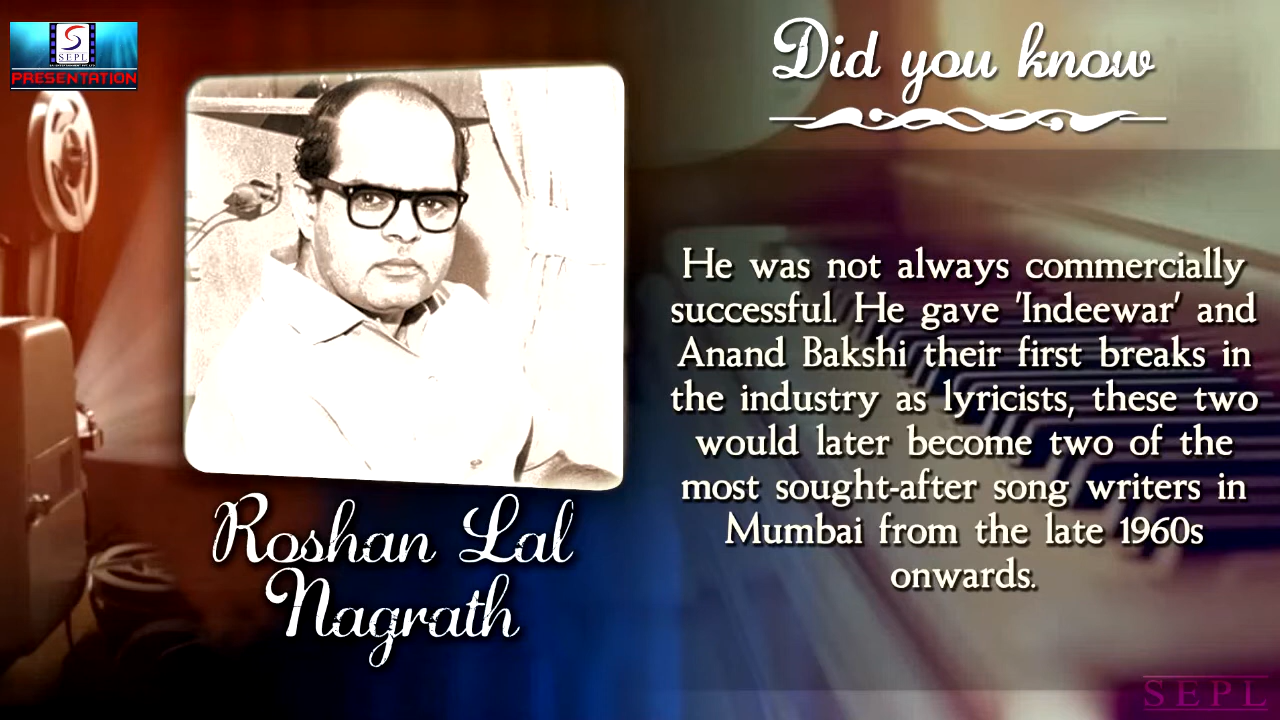 SEPL
PRESENTATION
Did you know
He was not always commercially
successful. He gave 'Indeewar' and
Anand Bakshi their first breaks in
the industry as lyricists, these two
would later become two of the
most sought-after song writers in
Mumbai from the late 1960s
onwards.
Roshan Lal
Nagrath
SEPL